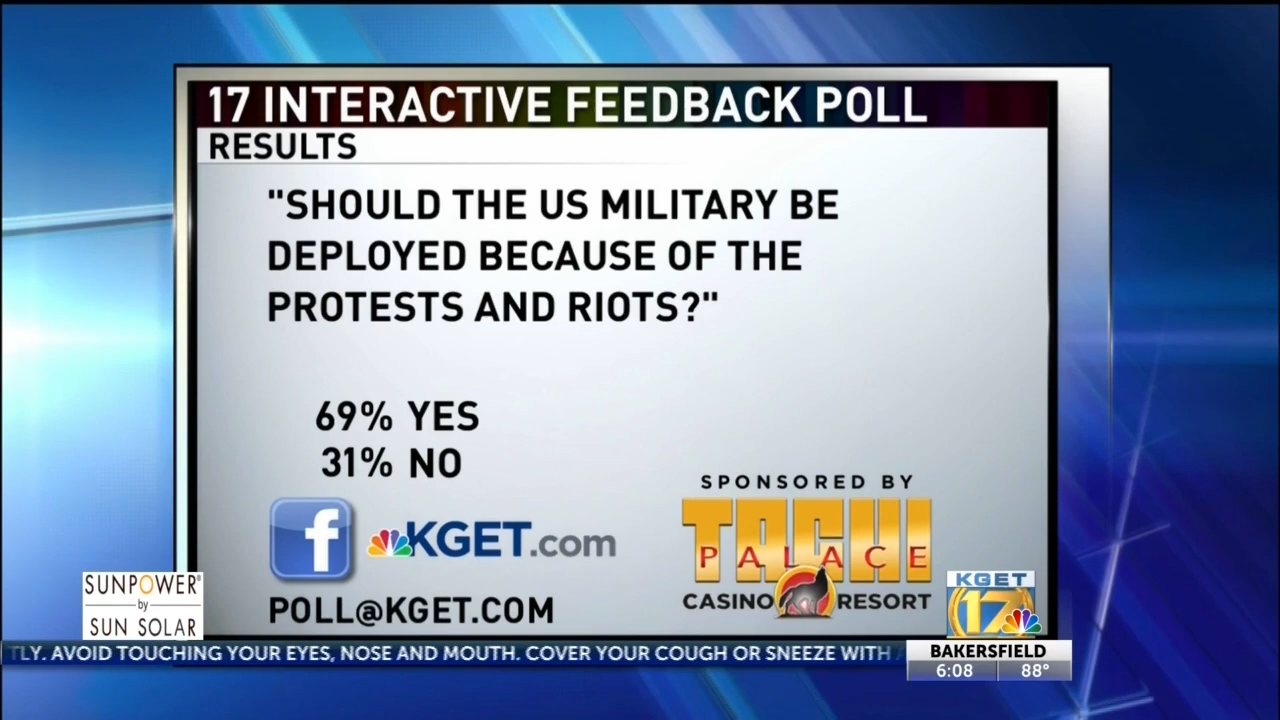 17 INTERACTIVE FEEDBACK POLL
RESULTS
"SHOULD THE US MILITARY BE
DEPLOYED BECAUSE OF THE
PROTESTS AND RIOTS?"
69% YES
31% NO
f KGET.com
POLL@KGET.COM
SPONSORED BY
TACHI
PALACE
CASINO RESORT
SUNPOWER®
by
SUN SOLAR
KGET
17
TLY. AVOID TOUCHING YOUR EYES, NOSE AND MOUTH. COVER YOUR COUGH OR SNEEZE WITH
BAKERSFIELD
6:08 88°